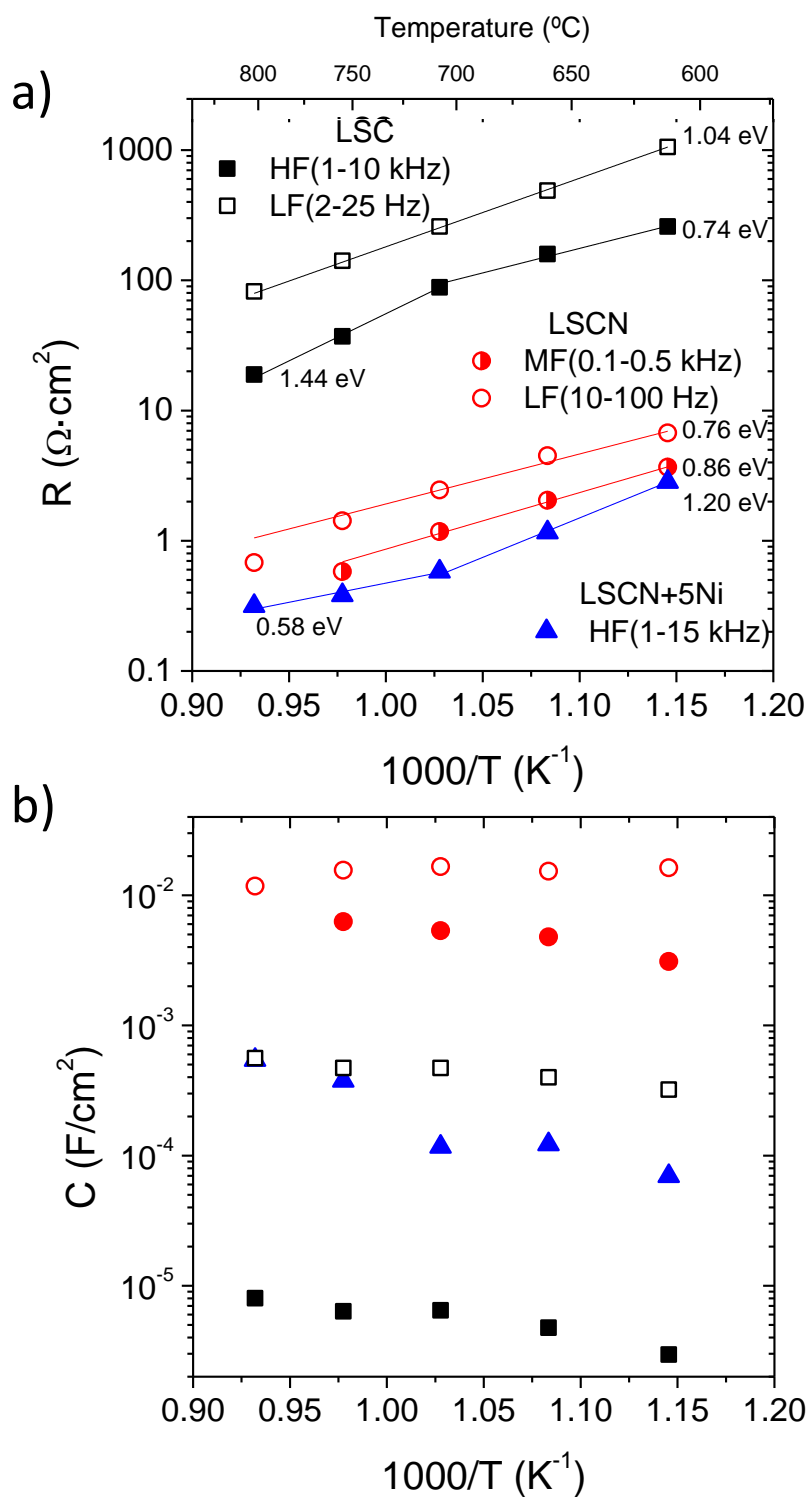 Temperature (ºC)
800 750 700 650 600
a)
LSC
HF(1-10 kHz)
LF(2-25 Hz)
1.04 eV
0.74 eV
1.44 eV
LSCN
MF(0.1-0.5 kHz)
LF(10-100 Hz)
0.76 eV
0.86 eV
1.20 eV
LSCN+5Ni
HF(1-15 kHz)
0.58 eV
R (Ω·cm²)
1000
100
10
1
0.1
0.90 0.95 1.00 1.05 1.10 1.15 1.20
1000/T (K⁻¹)
b)
C (F/cm²)
10⁻²
10⁻³
10⁻⁴
10⁻⁵
0.90 0.95 1.00 1.05 1.10 1.15 1.20
1000/T (K⁻¹)